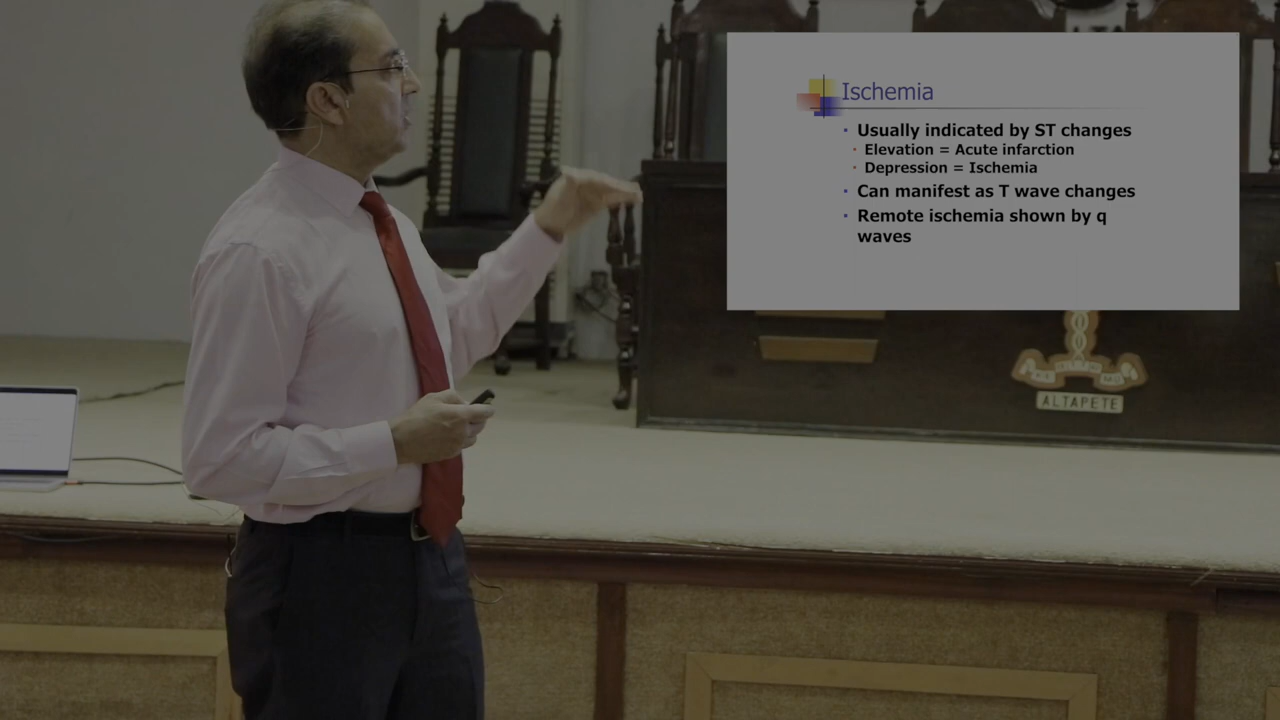 Ischemia
Usually indicated by ST changes
Elevation = Acute infarction
Depression = Ischemia
Can manifest as T wave changes
Remote ischemia shown by q
waves
ALTAPETE